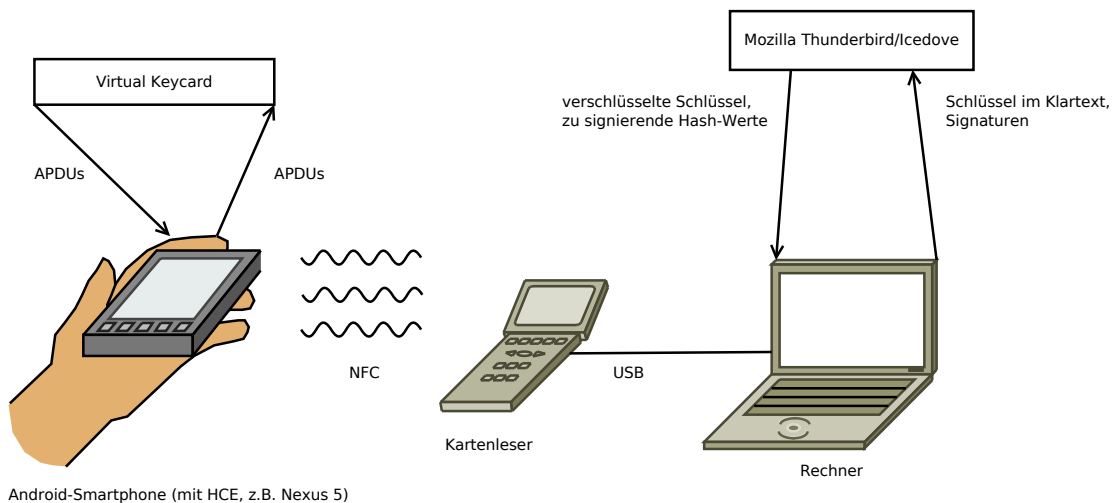 Mozilla Thunderbird/Icedove
Virtual Keycard
verschlüsselte Schlüssel,
zu signierende Hash-Werte
Schlüssel im Klartext,
Signaturen
APDUs
APDUs
NFC
USB
Kartenleser
Rechner
Android-Smartphone (mit HCE, z.B. Nexus 5)